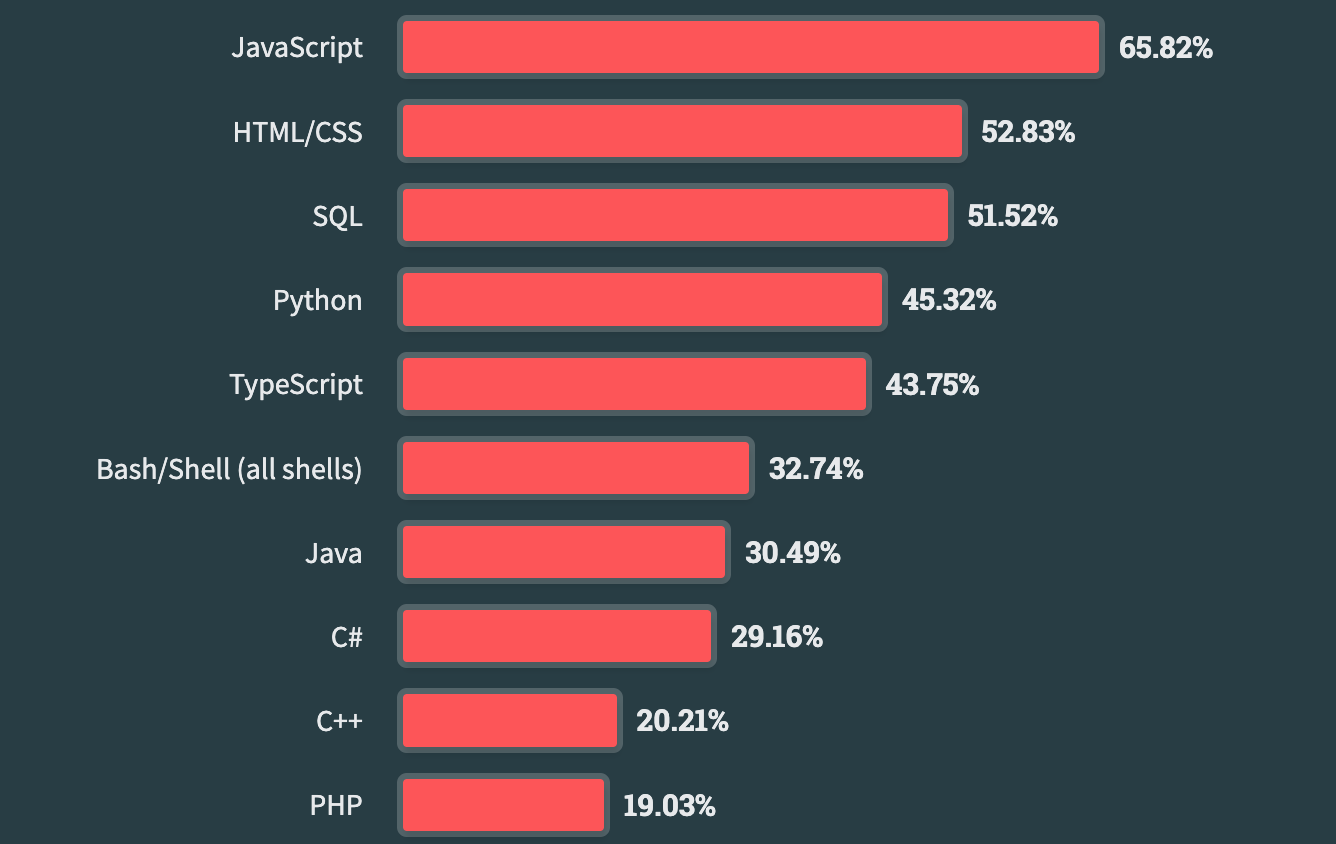 JavaScript 65.82%
HTML/CSS 52.83%
SQL 51.52%
Python 45.32%
TypeScript 43.75%
Bash/Shell (all shells) 32.74%
Java 30.49%
C# 29.16%
C++ 20.21%
PHP 19.03%